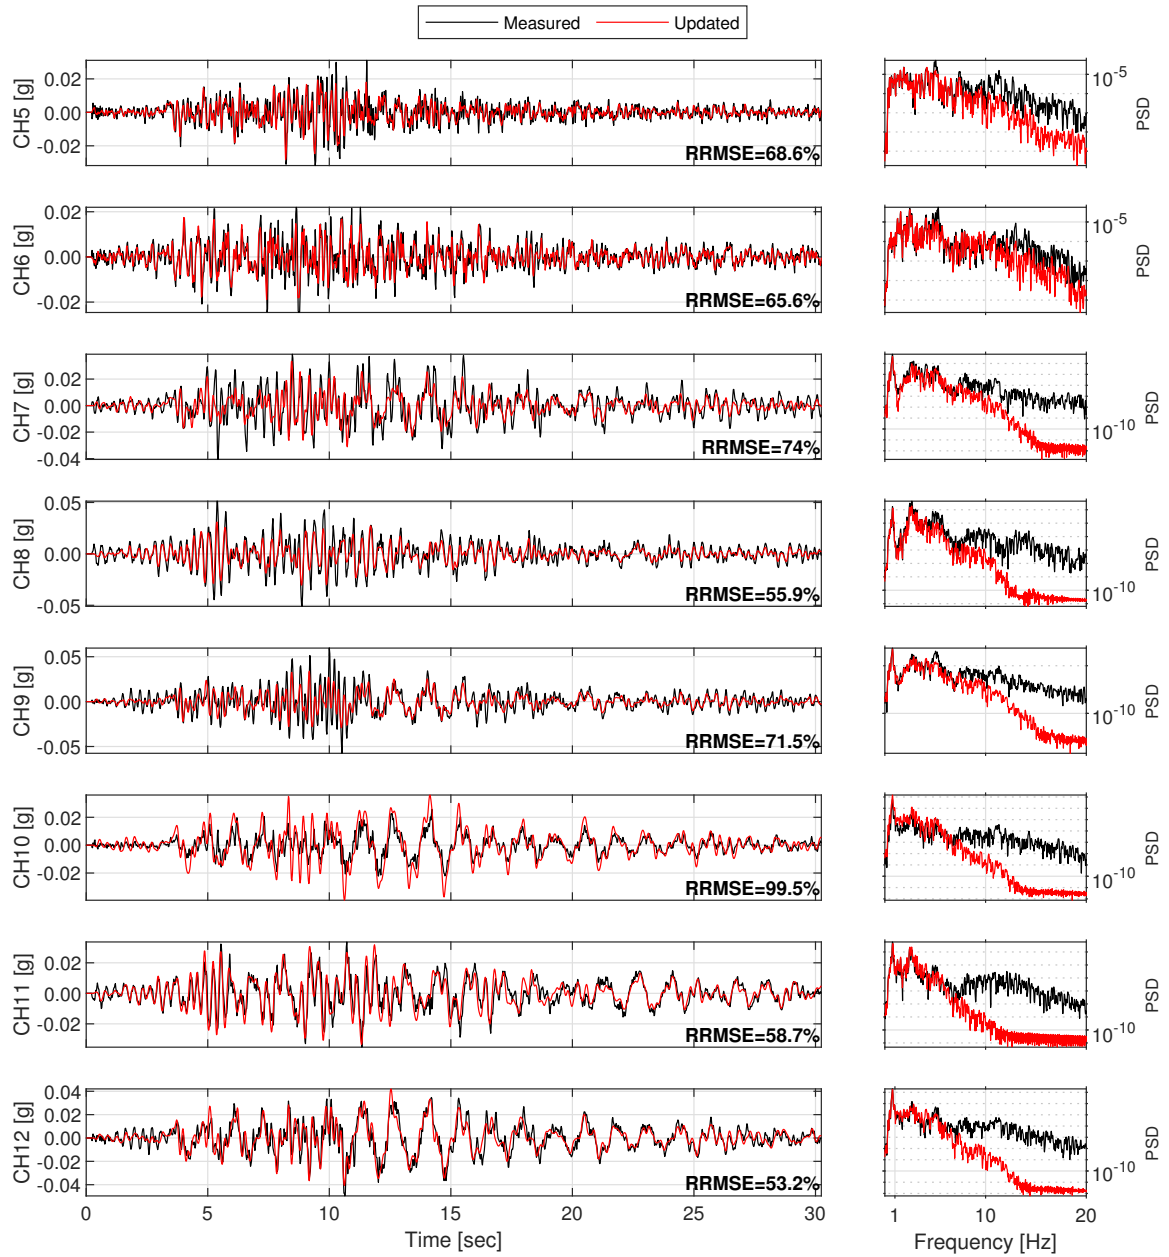 Measured Updated
CH5 [g]
0.02
0.00
-0.02
RRMSE=68.6%
10^-5
PSD
CH6 [g]
0.02
0.00
-0.02
RRMSE=65.6%
10^-5
PSD
CH7 [g]
0.02
0.00
-0.02
-0.04
RRMSE=74%
10^-10
PSD
CH8 [g]
0.05
0.00
-0.05
RRMSE=55.9%
10^-10
PSD
CH9 [g]
0.05
0.00
-0.05
RRMSE=71.5%
10^-10
PSD
CH10 [g]
0.02
0.00
-0.02
RRMSE=99.5%
10^-10
PSD
CH11 [g]
0.02
0.00
-0.02
RRMSE=58.7%
10^-10
PSD
CH12 [g]
0.04
0.02
0.00
-0.02
-0.04
RRMSE=53.2%
10^-10
PSD
0 5 10 15 20 25 30
Time [sec]
1 10 20
Frequency [Hz]